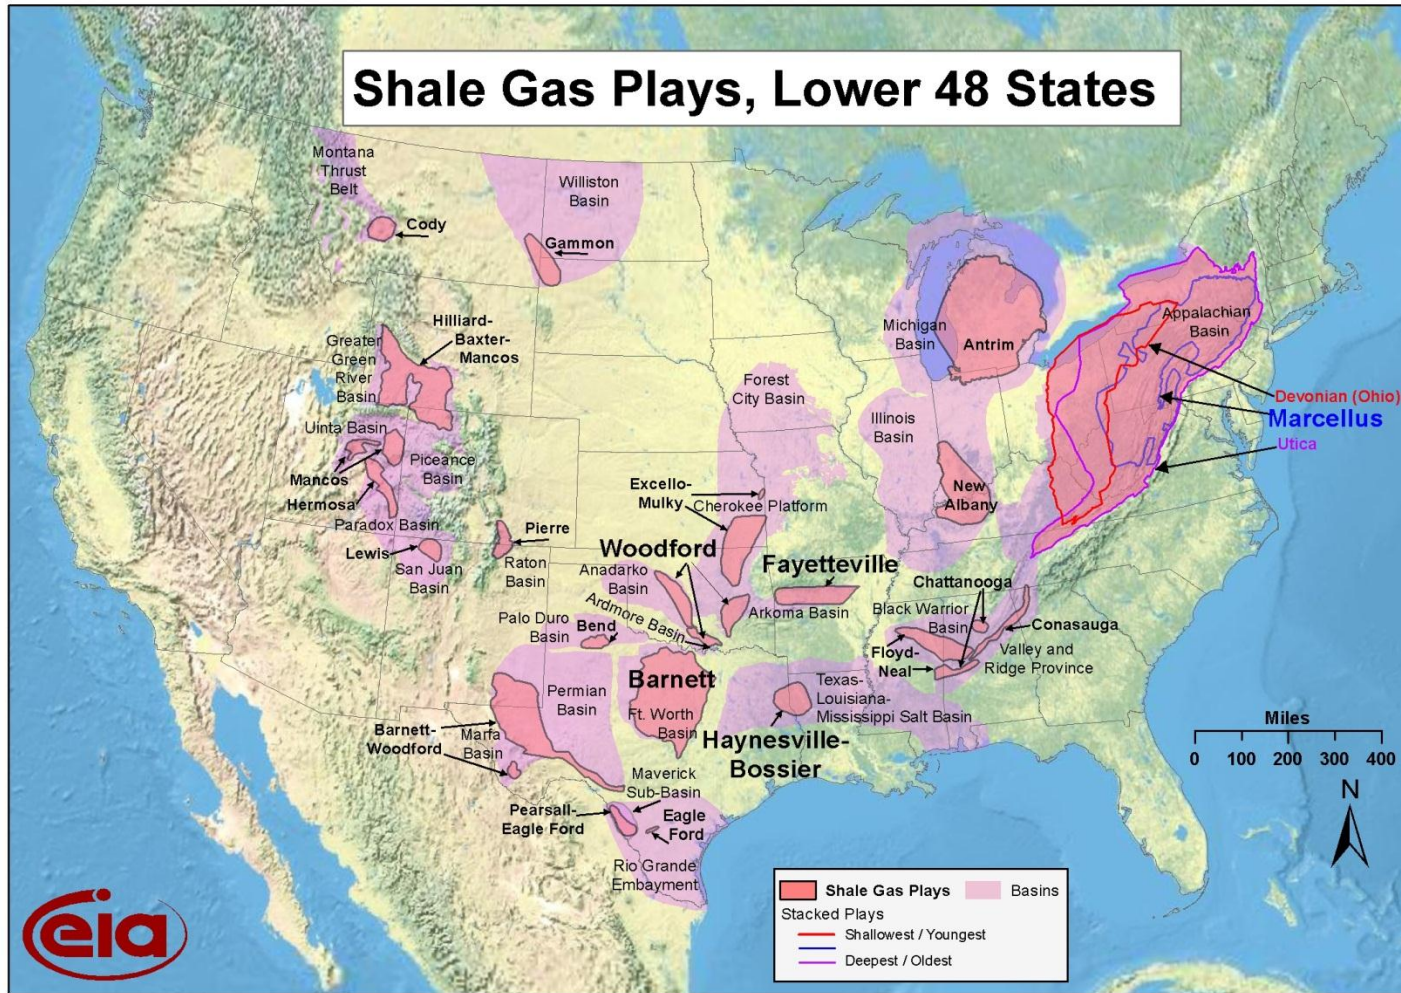 Shale Gas Plays, Lower 48 States
Montana
Thrust
Belt
Cody
Williston
Basin
Gammon
Hilliard-
Baxter-
Mancos
Greater
Green
River
Basin
Uinta Basin
Mancos
Piceance
Basin
Hermosa
Paradox Basin
Lewis
San Juan
Basin
Pierre
Raton
Basin
Michigan
Basin
Antrim
Forest
City Basin
Illinois
Basin
New
Albany
Excello-
Mulky
Cherokee Platform
Appalachian
Basin
Devonian (Ohio)
Marcellus
Utica
Woodford
Anadarko
Basin
Ardmore Basin
Fayetteville
Arkoma Basin
Chattanooga
Black Warrior
Basin
Conasauga
Floyd-
Neal
Valley and
Ridge Province
Palo Duro
Basin
Bend
Barnett
Ft. Worth
Basin
Permian
Basin
Barnett-
Woodford
Marfa
Basin
Texas-
Louisiana-
Mississippi Salt Basin
Haynesville-
Bossier
Maverick
Sub-Basin
Pearsall-
Eagle Ford
Eagle
Ford
Rio Grande
Embayment
Miles
0 100 200 300 400
N
Shale Gas Plays
Basins
Stacked Plays
Shallowest / Youngest
Deepest / Oldest
eia